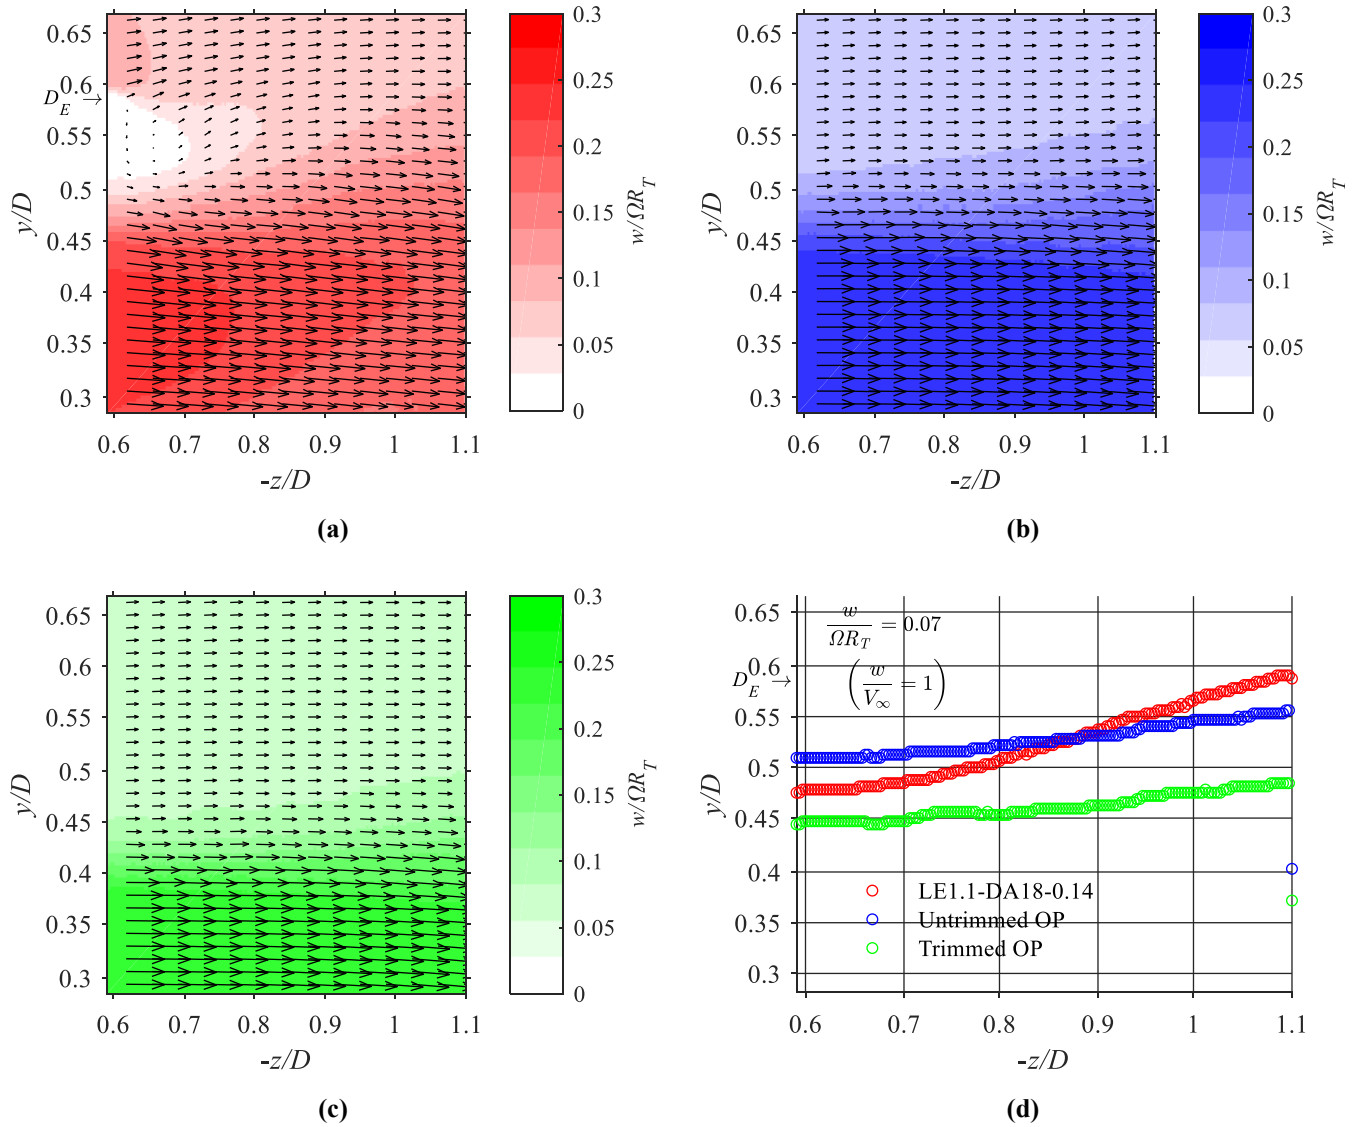 0.65
0.6
D_E →
0.55
0.5
0.45
0.4
0.35
0.3
y/D
0.6 0.7 0.8 0.9 1 1.1
-z/D
0.3
0.25
0.2
0.15
0.1
0.05
0
w/ΩR_T
(a)
0.65
0.6
0.55
0.5
0.45
0.4
0.35
0.3
y/D
0.6 0.7 0.8 0.9 1 1.1
-z/D
0.3
0.25
0.2
0.15
0.1
0.05
0
w/ΩR_T
(b)
0.65
0.6
0.55
0.5
0.45
0.4
0.35
0.3
y/D
0.6 0.7 0.8 0.9 1 1.1
-z/D
0.3
0.25
0.2
0.15
0.1
0.05
0
w/ΩR_T
(c)
0.65
0.6
D_E →
0.55
0.5
0.45
0.4
0.35
0.3
y/D
w/ΩR_T = 0.07
(w/V_∞ = 1)
LE1.1-DA18-0.14
Untrimmed OP
Trimmed OP
0.6 0.7 0.8 0.9 1 1.1
-z/D
(d)